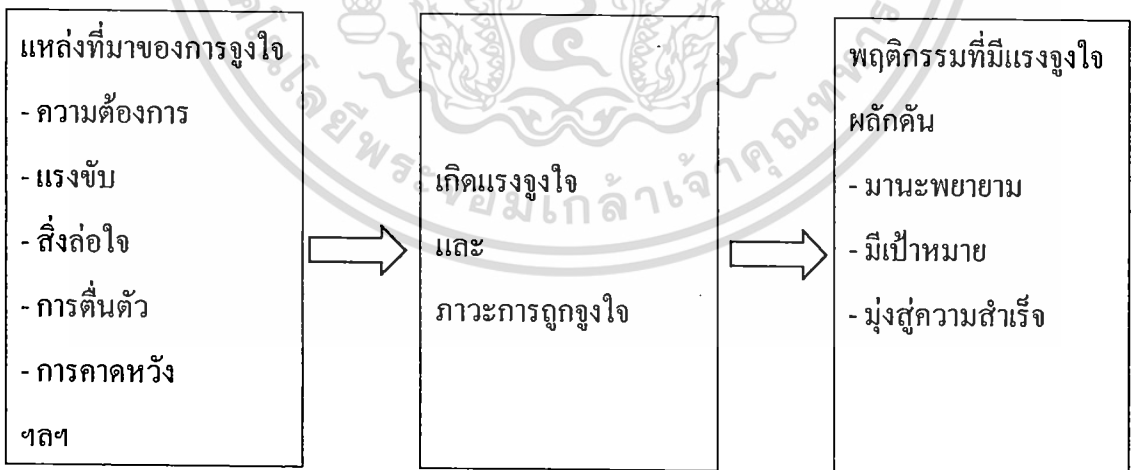 แหล่งที่มาของการจูงใจ
- ความต้องการ
- แรงขับ
- สิ่งล่อใจ
- การตื่นตัว
- การคาดหวัง
ฯลฯ
เกิดแรงจูงใจ
และ
ภาวะการถูกจูงใจ
พฤติกรรมที่มีแรงจูงใจ
ผลักดัน
- มานะพยายาม
- มีเป้าหมาย
- มุ่งสู่ความสำเร็จ